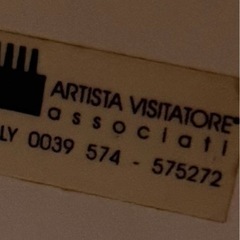 ARTISTA VISITATORE
associati
LY 0039 574 - 575272